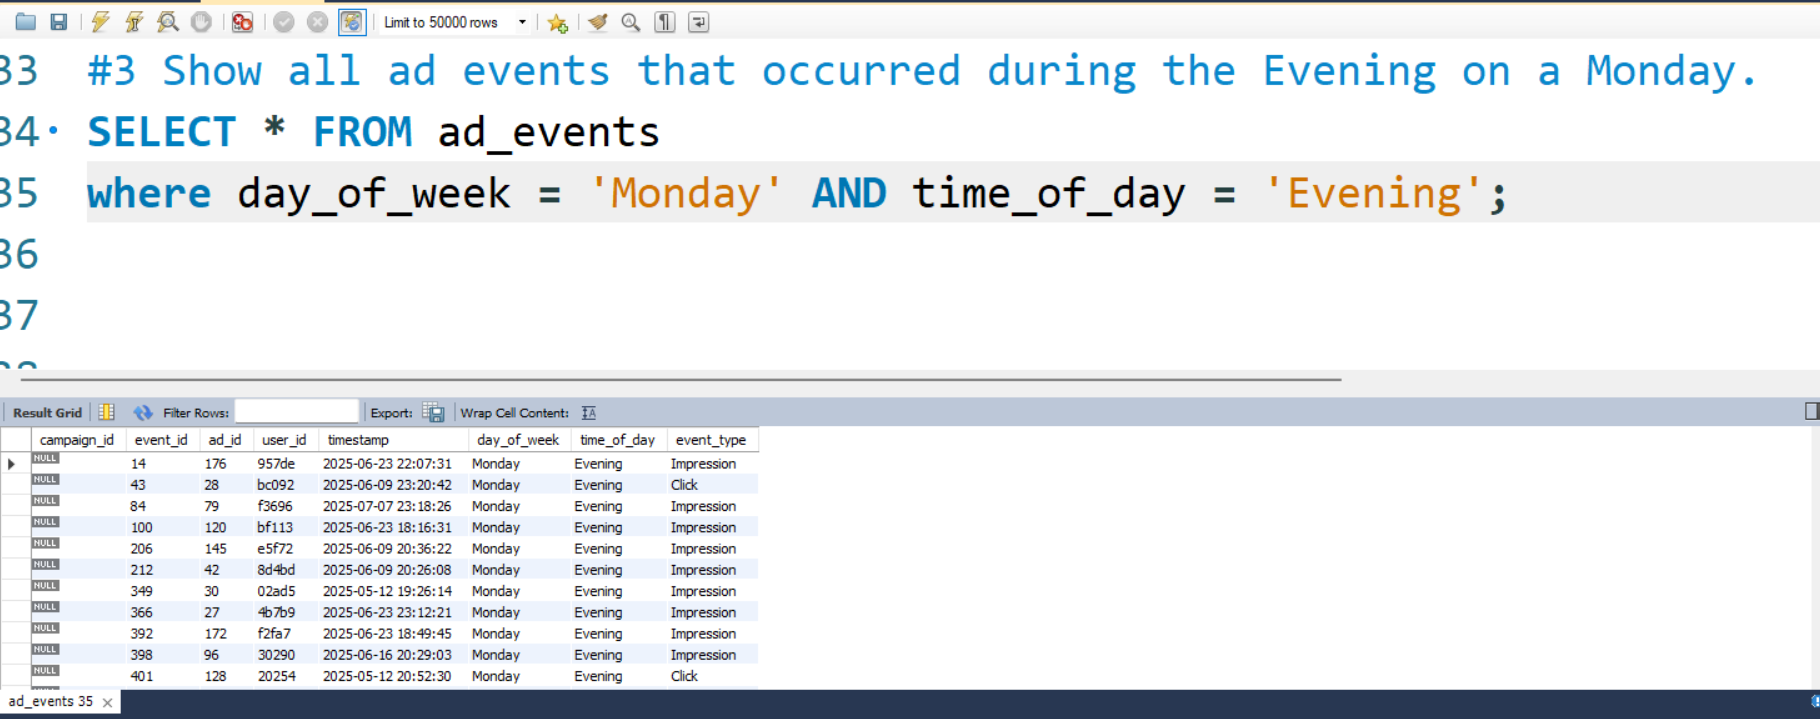 Limit to 50000 rows
33 #3 Show all ad events that occurred during the Evening on a Monday.
34 SELECT * FROM ad_events
35 where day_of_week = 'Monday' AND time_of_day = 'Evening';
36
37
Result Grid Filter Rows: Export: Wrap Cell Content: IA
campaign_id event_id ad_id user_id timestamp day_of_week time_of_day event_type
NULL 14 176 957de 2025-06-23 22:07:31 Monday Evening Impression
NULL 43 28 bc092 2025-06-09 23:20:42 Monday Evening Click
NULL 84 79 f3696 2025-07-07 23:18:26 Monday Evening Impression
NULL 100 120 bf113 2025-06-23 18:16:31 Monday Evening Impression
NULL 206 145 e5f72 2025-06-09 20:36:22 Monday Evening Impression
NULL 212 42 8d4bd 2025-06-09 20:26:08 Monday Evening Impression
NULL 349 30 02ad5 2025-05-12 19:26:14 Monday Evening Impression
NULL 366 27 4b7b9 2025-06-23 23:12:21 Monday Evening Impression
NULL 392 172 f2fa7 2025-06-23 18:49:45 Monday Evening Impression
NULL 398 96 30290 2025-06-16 20:29:03 Monday Evening Impression
NULL 401 128 20254 2025-05-12 20:52:30 Monday Evening Click
ad_events 35